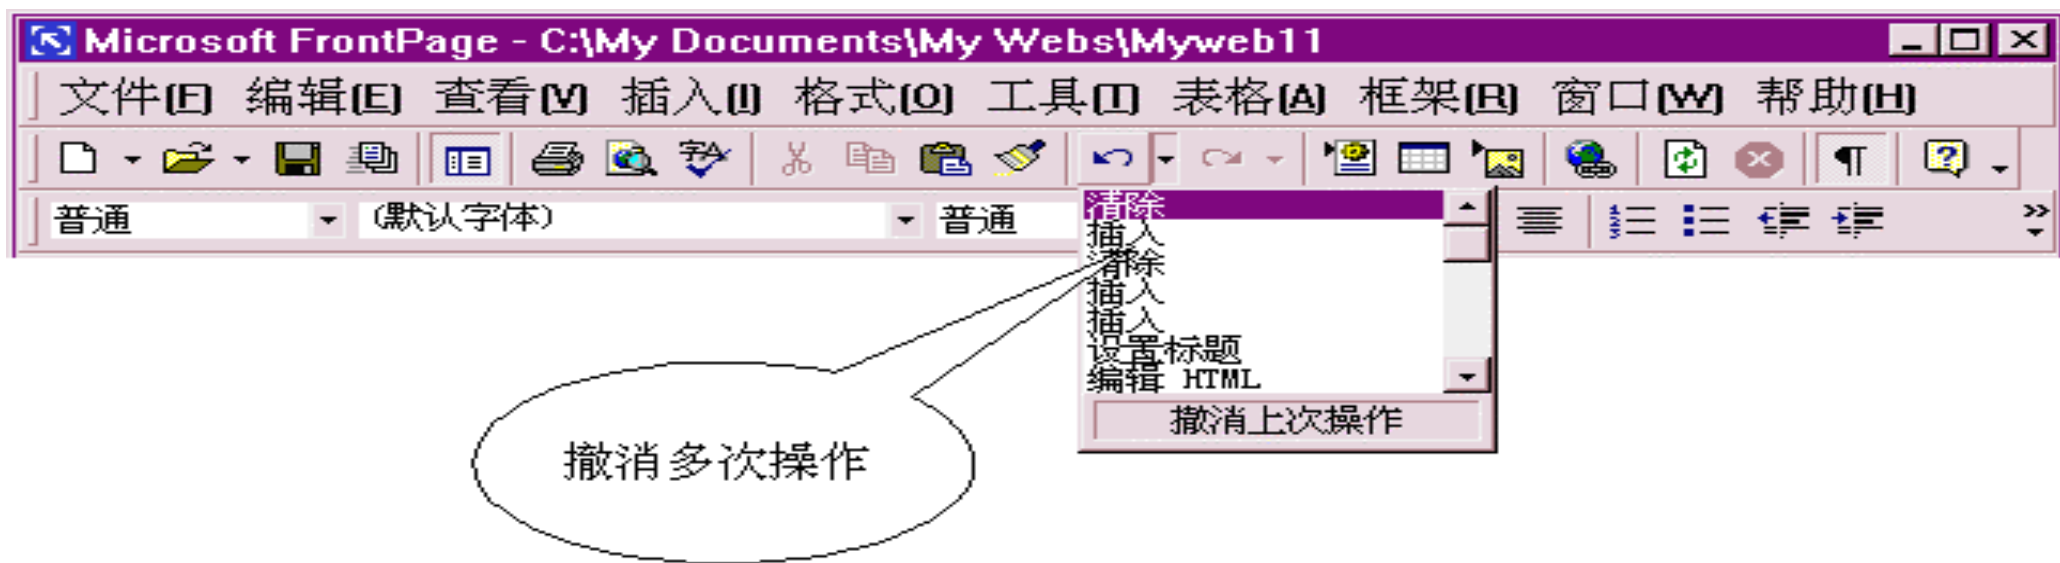 Microsoft FrontPage - C:\My Documents\My Webs\Myweb11
文件(F) 编辑(E) 查看(V) 插入(I) 格式(O) 工具(T) 表格(A) 框架(R) 窗口(W) 帮助(H)
普通 (默认字体) 普通
清除
插入
清除
插入
插入
设置标题
编辑 HTML
撤消上次操作
撤消多次操作